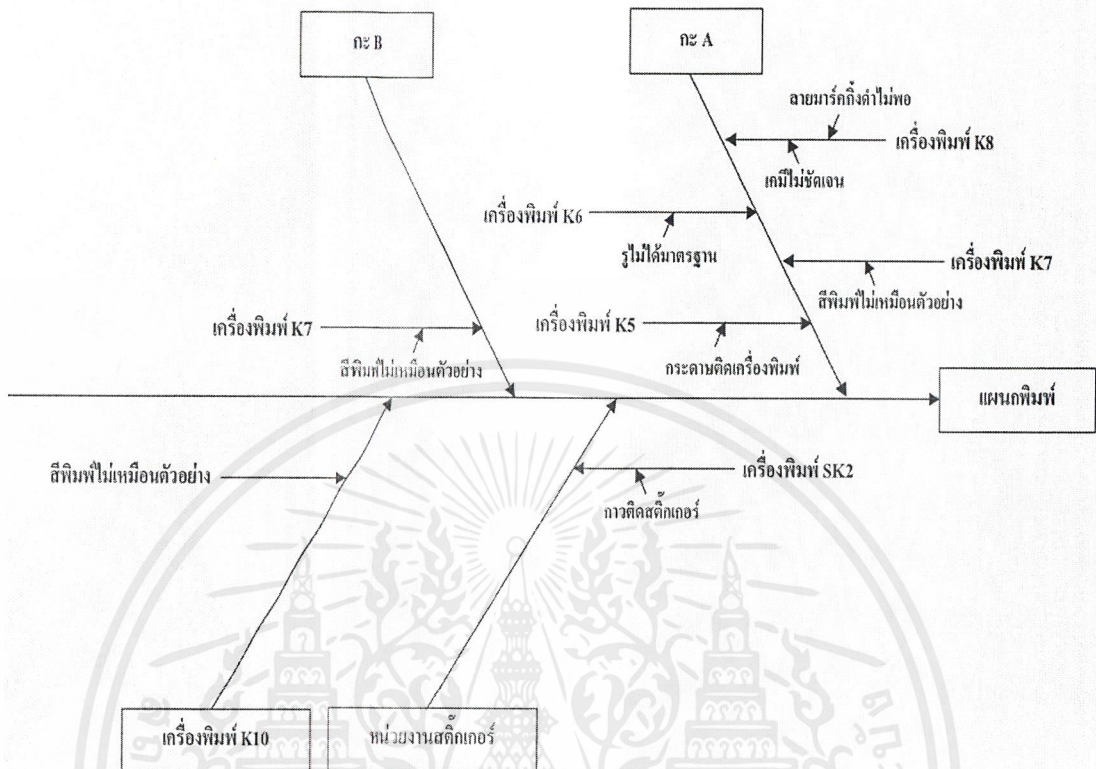 กะ B
กะ A
ลายมาร์คกิ้งดำไม่พอ
เครื่องพิมพ์ K8
เคมีไม่ชัดเจน
เครื่องพิมพ์ K6
รูไม่ได้มาตรฐาน
เครื่องพิมพ์ K7
สีพิมพ์ไม่เหมือนตัวอย่าง
เครื่องพิมพ์ K7
สีพิมพ์ไม่เหมือนตัวอย่าง
เครื่องพิมพ์ K5
กระดาษติดเครื่องพิมพ์
แผนกพิมพ์
สีพิมพ์ไม่เหมือนตัวอย่าง
เครื่องพิมพ์ SK2
กาวติดสติ๊กเกอร์
เครื่องพิมพ์ K10
หน่วยงานสติ๊กเกอร์